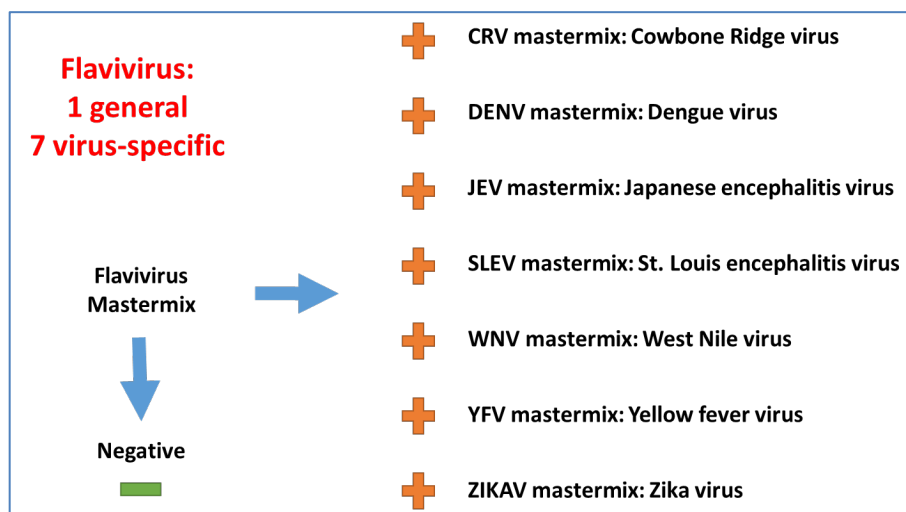 Flavivirus:
1 general
7 virus-specific
Flavivirus
Mastermix
Negative
CRV mastermix: Cowbone Ridge virus
DENV mastermix: Dengue virus
JEV mastermix: Japanese encephalitis virus
SLEV mastermix: St. Louis encephalitis virus
WNV mastermix: West Nile virus
YFV mastermix: Yellow fever virus
ZIKAV mastermix: Zika virus